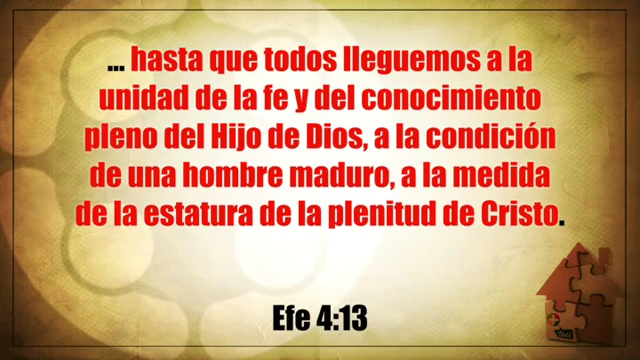 ... hasta que todos lleguemos a la
unidad de la fe y del conocimiento
pleno del Hijo de Dios, a la condición
de una hombre maduro, a la medida
de la estatura de la plenitud de Cristo.
Efe 4:13